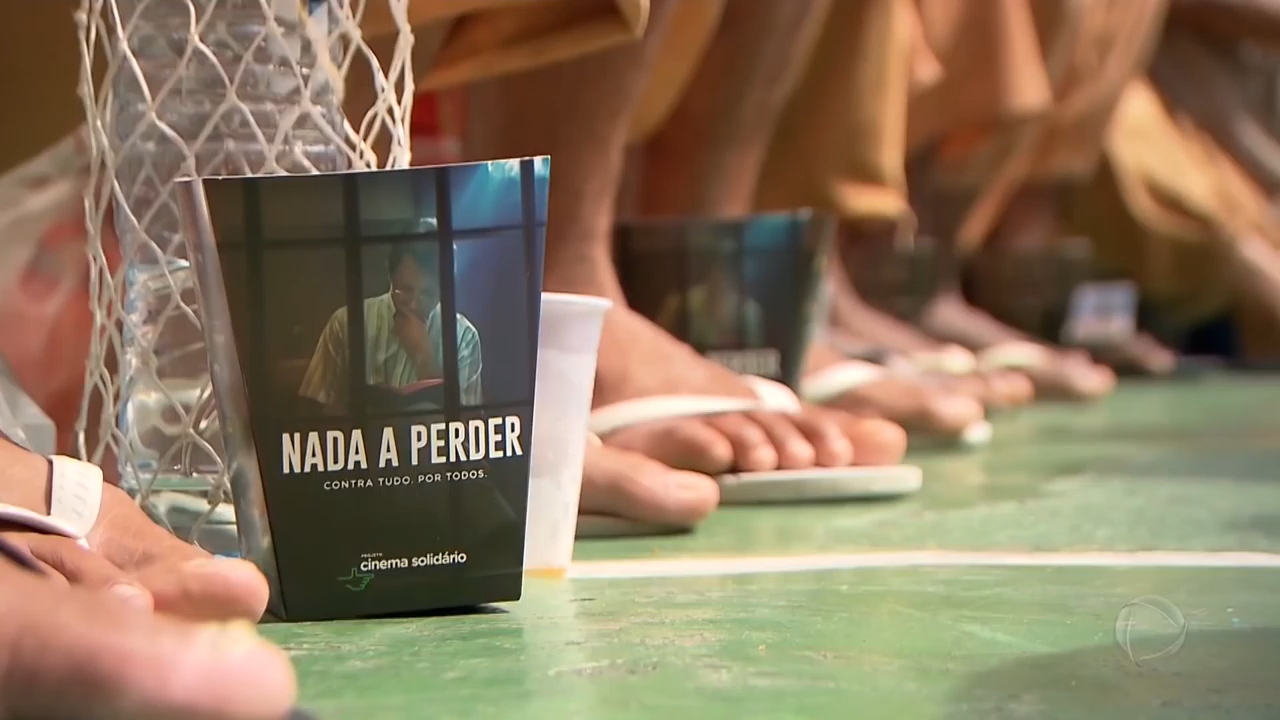 NADA A PERDER
CONTRA TUDO. POR TODOS.
PROJETO
cinema solidário